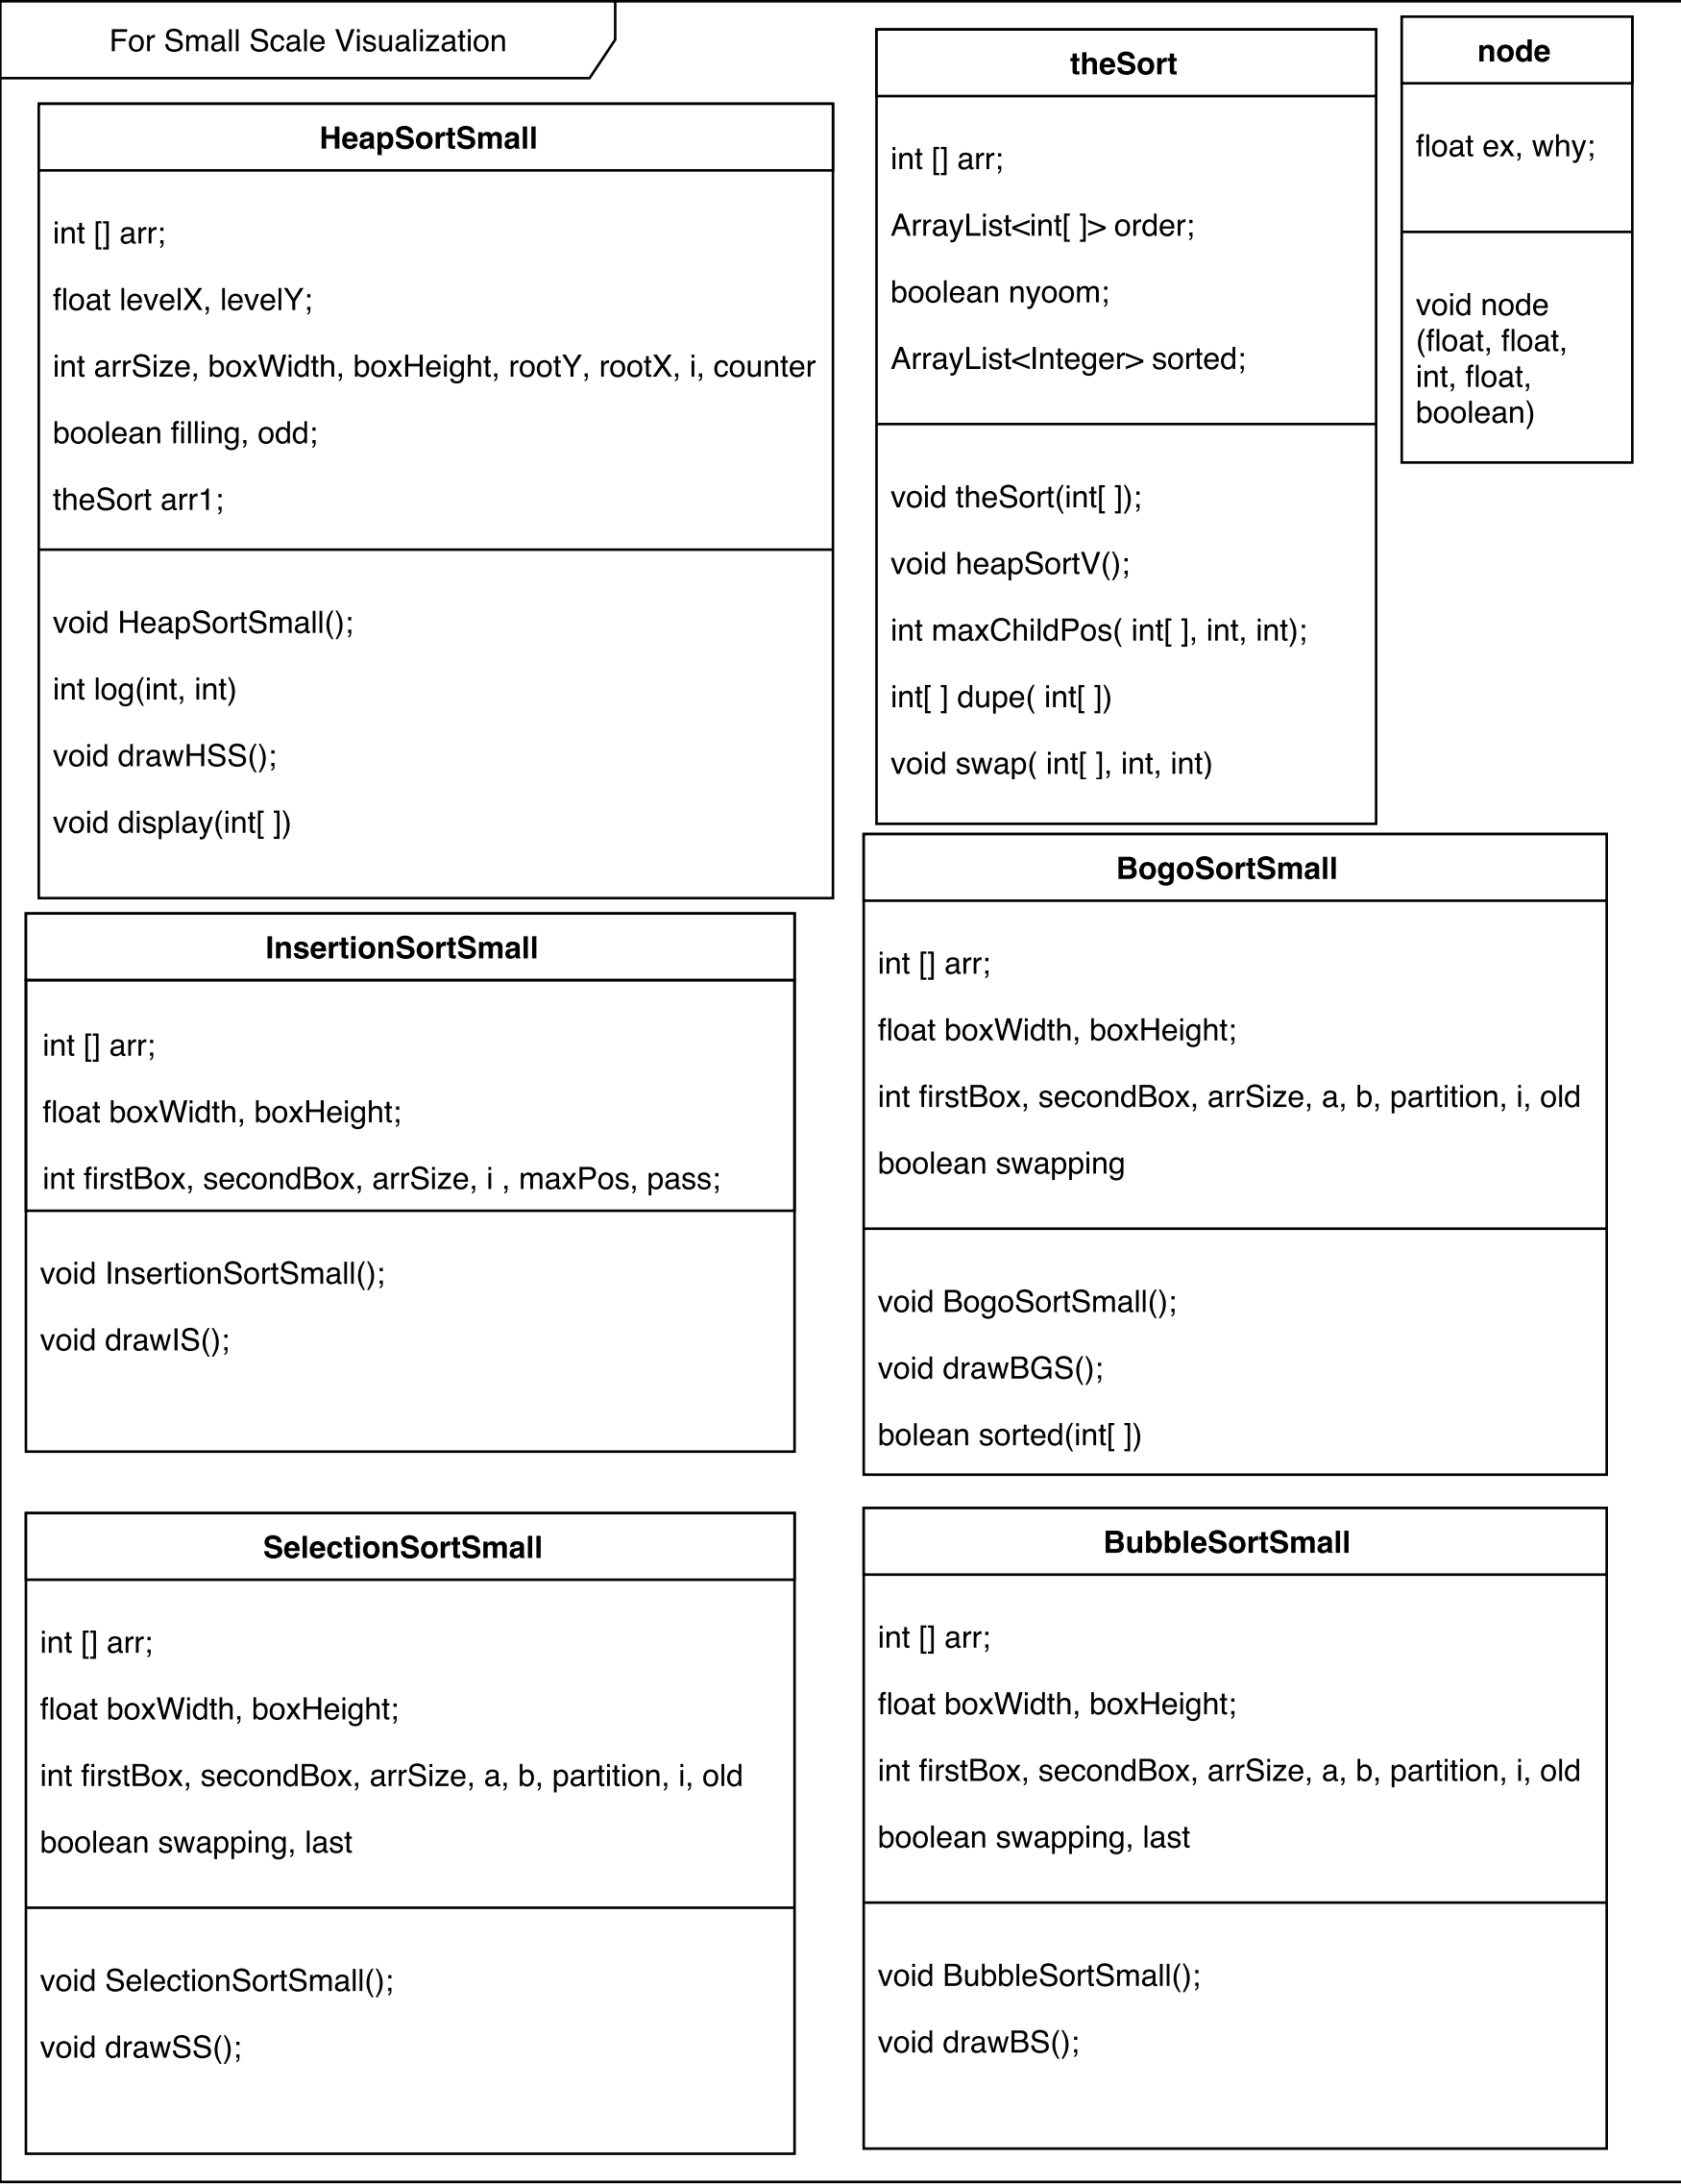 For Small Scale Visualization
HeapSortSmall
int [] arr;
float levelX, levelY;
int arrSize, boxWidth, boxHeight, rootY, rootX, i, counter
boolean filling, odd;
theSort arr1;
void HeapSortSmall();
int log(int, int)
void drawHSS();
void display(int[ ])
theSort
int [] arr;
ArrayList<int[ ]> order;
boolean nyoom;
ArrayList<Integer> sorted;
void theSort(int[ ]);
void heapSortV();
int maxChildPos( int[ ], int, int);
int[ ] dupe( int[ ])
void swap( int[ ], int, int)
node
float ex, why;
void node
(float, float,
int, float,
boolean)
InsertionSortSmall
int [] arr;
float boxWidth, boxHeight;
int firstBox, secondBox, arrSize, i , maxPos, pass;
void InsertionSortSmall();
void drawIS();
BogoSortSmall
int [] arr;
float boxWidth, boxHeight;
int firstBox, secondBox, arrSize, a, b, partition, i, old
boolean swapping
void BogoSortSmall();
void drawBGS();
bolean sorted(int[ ])
SelectionSortSmall
int [] arr;
float boxWidth, boxHeight;
int firstBox, secondBox, arrSize, a, b, partition, i, old
boolean swapping, last
void SelectionSortSmall();
void drawSS();
BubbleSortSmall
int [] arr;
float boxWidth, boxHeight;
int firstBox, secondBox, arrSize, a, b, partition, i, old
boolean swapping, last
void BubbleSortSmall();
void drawBS();